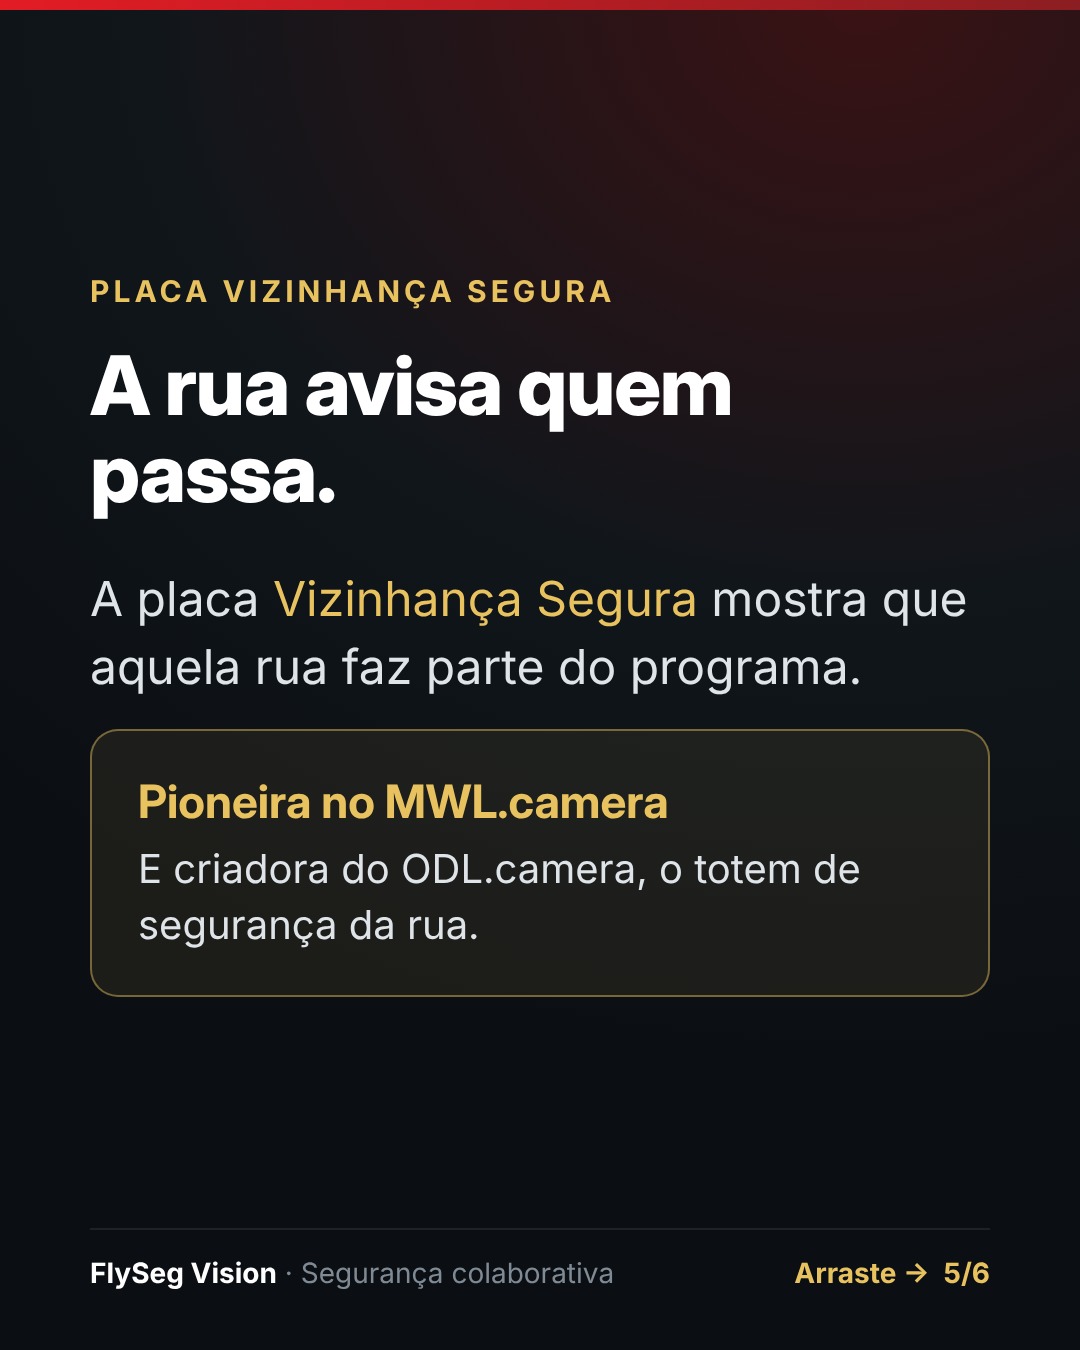 PLACA VIZINHANÇA SEGURA
A rua avisa quem
passa.
A placa Vizinhança Segura mostra que
aquela rua faz parte do programa.
Pioneira no MWL.camera
E criadora do ODL.camera, o totem de
segurança da rua.
FlySeg Vision · Segurança colaborativa
Arraste → 5/6